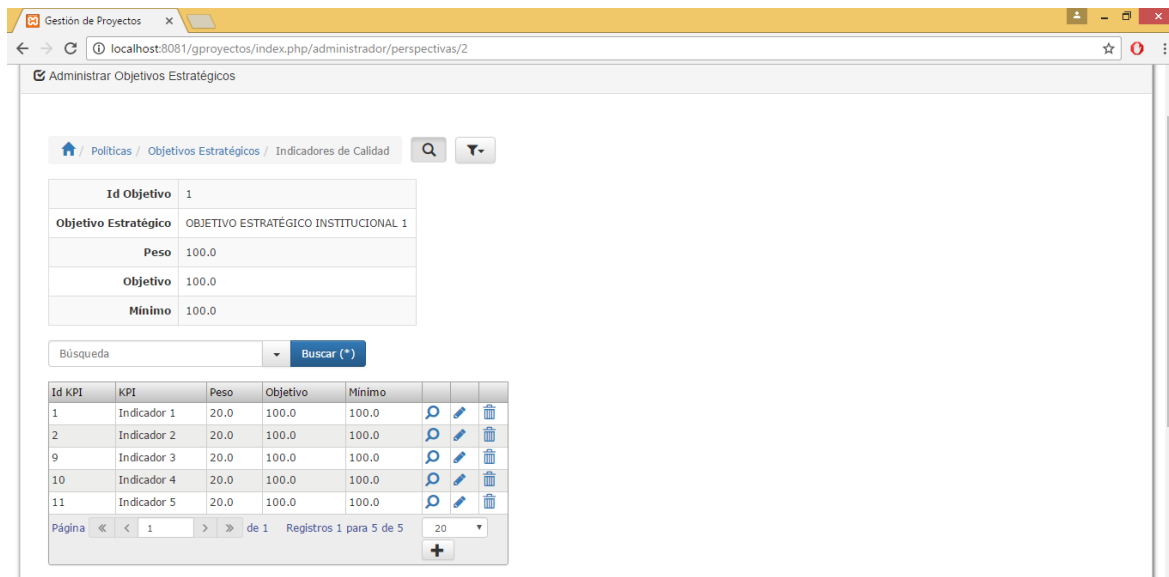 Gestión de Proyectos
localhost:8081/gproyectos/index.php/administrador/perspectivas/2
Administrar Objetivos Estratégicos
/ Políticas / Objetivos Estratégicos / Indicadores de Calidad
Id Objetivo 1
Objetivo Estratégico OBJETIVO ESTRATÉGICO INSTITUCIONAL 1
Peso 100.0
Objetivo 100.0
Mínimo 100.0
Búsqueda Buscar (*)
Id KPI KPI Peso Objetivo Mínimo
1 Indicador 1 20.0 100.0 100.0
2 Indicador 2 20.0 100.0 100.0
9 Indicador 3 20.0 100.0 100.0
10 Indicador 4 20.0 100.0 100.0
11 Indicador 5 20.0 100.0 100.0
Página 1 de 1 Registros 1 para 5 de 5 20